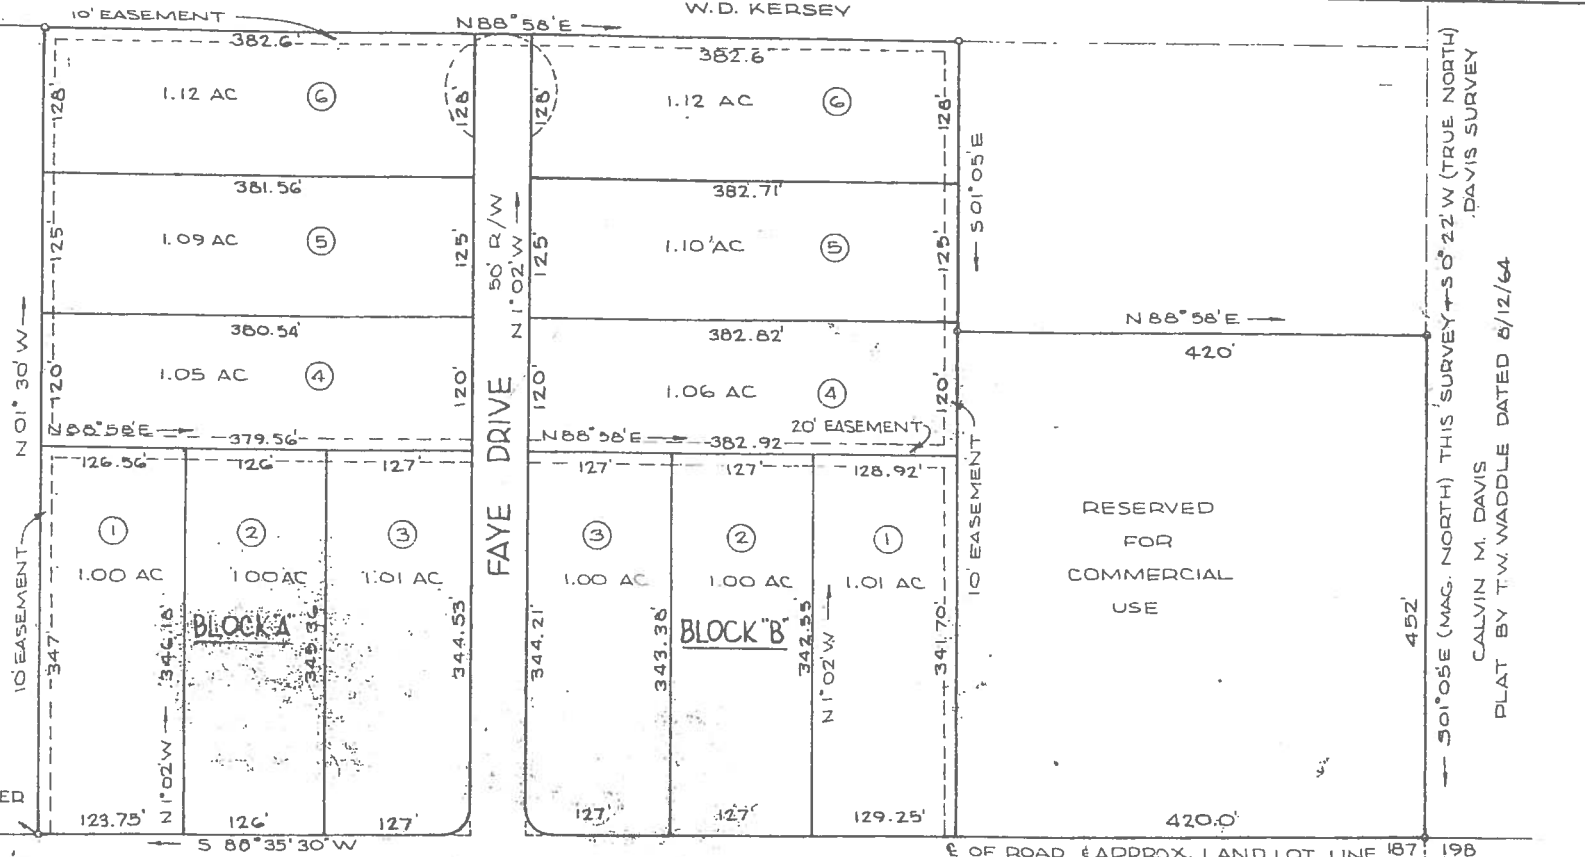 10' EASEMENT
W.D. KERSEY
N 88°58' E
382.6'
382.6
128'
1.12 AC
6
128'
128'
1.12 AC
6
128'
S 01°05' E
381.56'
382.71'
125'
1.09 AC
5
125'
50' R/W
N 1°02' W
125'
1.10 AC
5
125'
N 01°30' W
380.54'
382.82'
120'
1.05 AC
4
120'
120'
1.06 AC
4
120'
N 88°58' E
420'
N 88°58' E
379.56'
N 88°58' E
382.92
20' EASEMENT
FAYE DRIVE
126.56'
126'
127'
127'
127'
128.92'
10' EASEMENT
1
2
3
3
2
1
1.00 AC
1.00 AC
1.01 AC
1.00 AC
1.00 AC
1.01 AC
10' EASEMENT
347'
346.18'
BLOCK "A"
345.36
344.53'
344.21'
343.38'
BLOCK "B"
342.55
N 1°02' W
341.70'
N 1°02' W
RESERVED
FOR
COMMERCIAL
USE
452'
123.75'
126'
127'
127'
127'
129.25'
420.0'
S 88°35'30" W
ER
℄ OF ROAD & APPROX. LAND LOT LINE
187
198
S 01°05' E (MAG. NORTH) THIS SURVEY S 0°22' W (TRUE NORTH)
DAVIS SURVEY
CALVIN M. DAVIS
PLAT BY T.W. WADDLE DATED 8/12/64